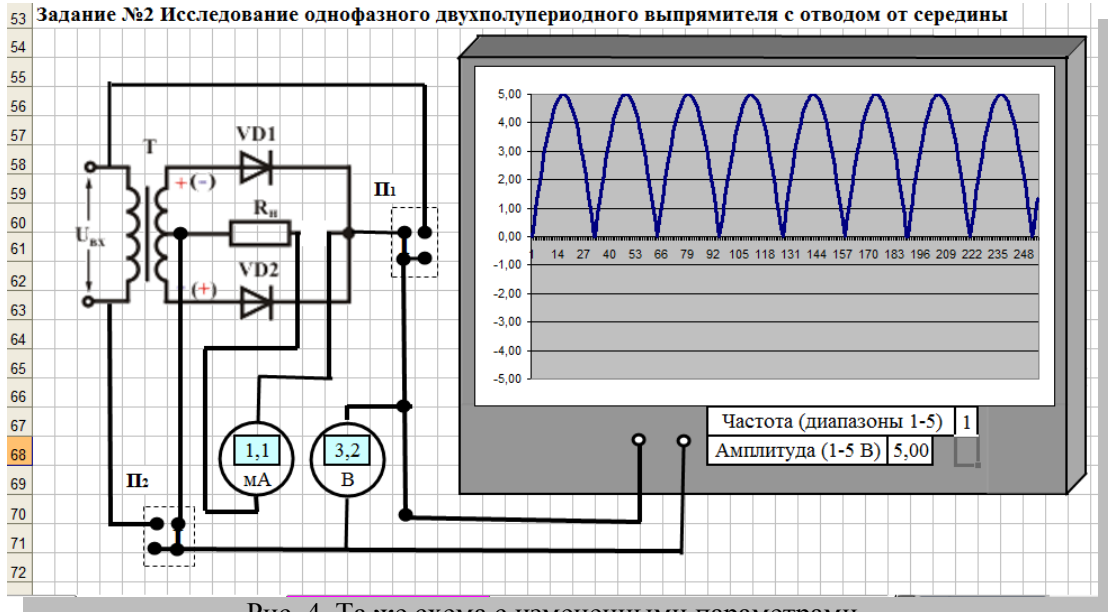 53 Задание №2 Исследование однофазного двухполупериодного выпрямителя с отводом от середины
54
55
56
57
58
59
60
61
62
63
64
65
66
67
68
69
70
71
72
T
VD1
+(-)
Rн
Uвх
VD2
(+)
П1
П2
1,1
мА
3,2
В
5,00
4,00
3,00
2,00
1,00
0,00
-1,00
-2,00
-3,00
-4,00
-5,00
1 14 27 40 53 66 79 92 105 118 131 144 157 170 183 196 209 222 235 248
Частота (диапазоны 1-5) 1
Амплитуда (1-5 В) 5,00